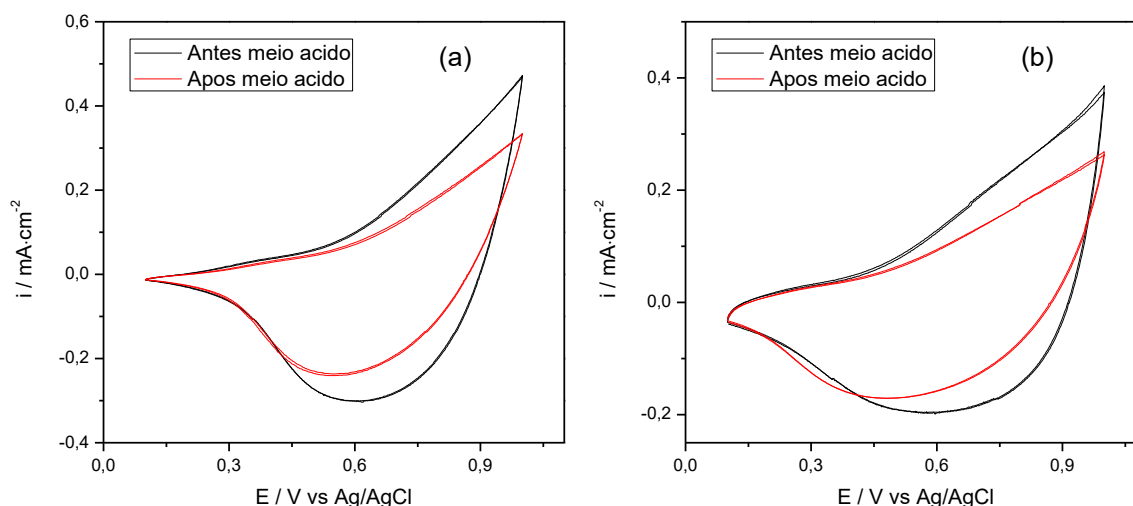 0,6
0,4
0,2
0,0
-0,2
-0,4
i / mA·cm⁻²
Antes meio acido
Apos meio acido
(a)
0,0 0,3 0,6 0,9
E / V vs Ag/AgCl
0,4
0,2
0,0
-0,2
i / mA·cm⁻²
Antes meio acido
Apos meio acido
(b)
0,0 0,3 0,6 0,9
E / V vs Ag/AgCl